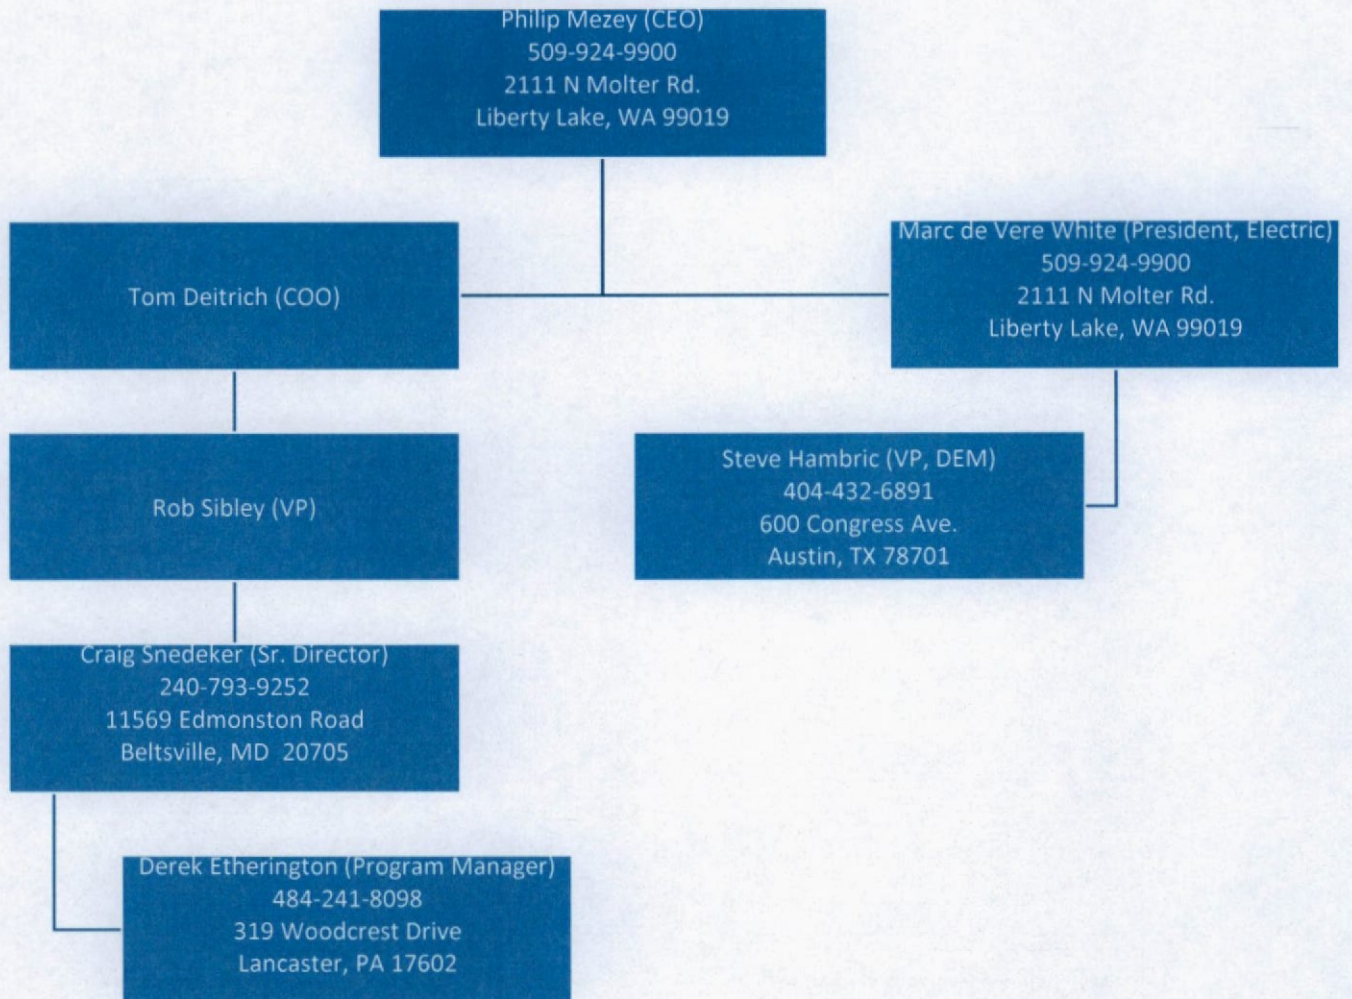 Philip Mezey (CEO)
509-924-9900
2111 N Molter Rd.
Liberty Lake, WA 99019
Tom Deitrich (COO)
Marc de Vere White (President, Electric)
509-924-9900
2111 N Molter Rd.
Liberty Lake, WA 99019
Rob Sibley (VP)
Steve Hambric (VP, DEM)
404-432-6891
600 Congress Ave.
Austin, TX 78701
Craig Snedeker (Sr. Director)
240-793-9252
11569 Edmonston Road
Beltsville, MD  20705
Derek Etherington (Program Manager)
484-241-8098
319 Woodcrest Drive
Lancaster, PA 17602